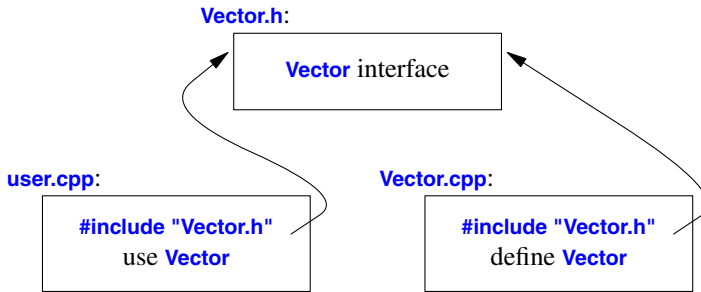 Vector.h:
Vector interface
user.cpp:
Vector.cpp:
#include "Vector.h"
use Vector
#include "Vector.h"
define Vector